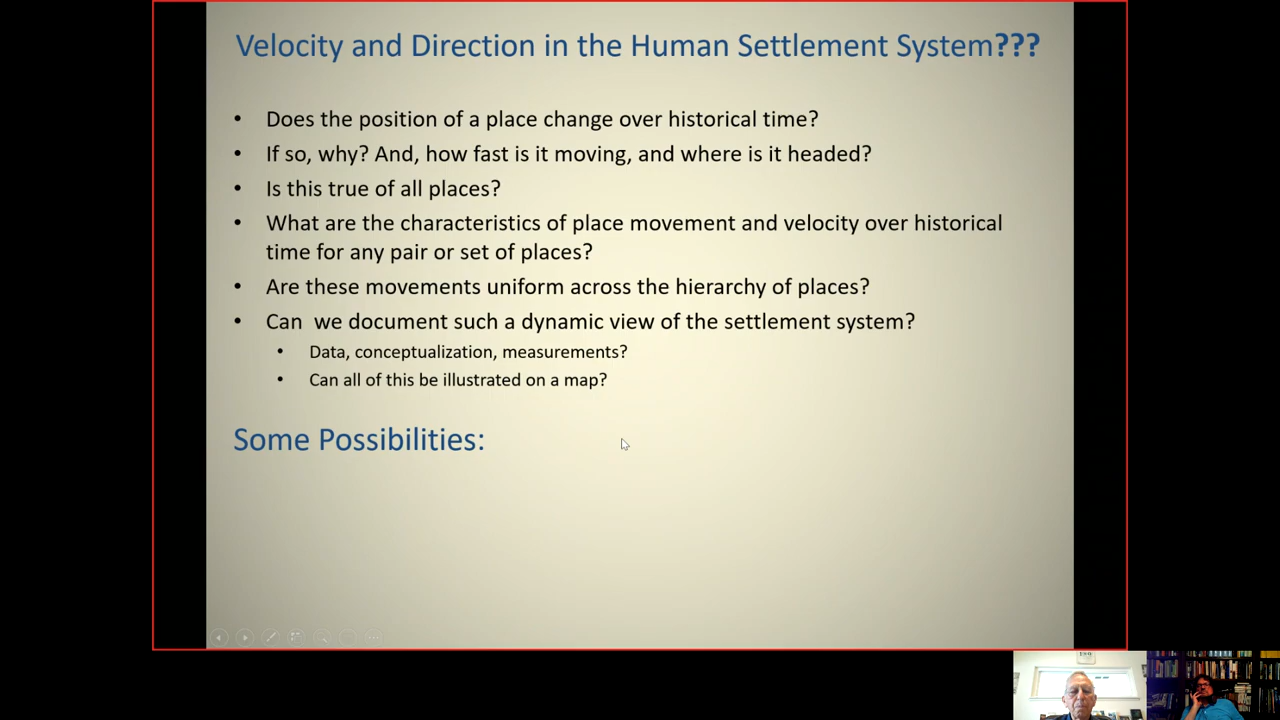 Velocity and Direction in the Human Settlement System???
• Does the position of a place change over historical time?
• If so, why? And, how fast is it moving, and where is it headed?
• Is this true of all places?
• What are the characteristics of place movement and velocity over historical
time for any pair or set of places?
• Are these movements uniform across the hierarchy of places?
• Can  we document such a dynamic view of the settlement system?
• Data, conceptualization, measurements?
• Can all of this be illustrated on a map?
Some Possibilities: